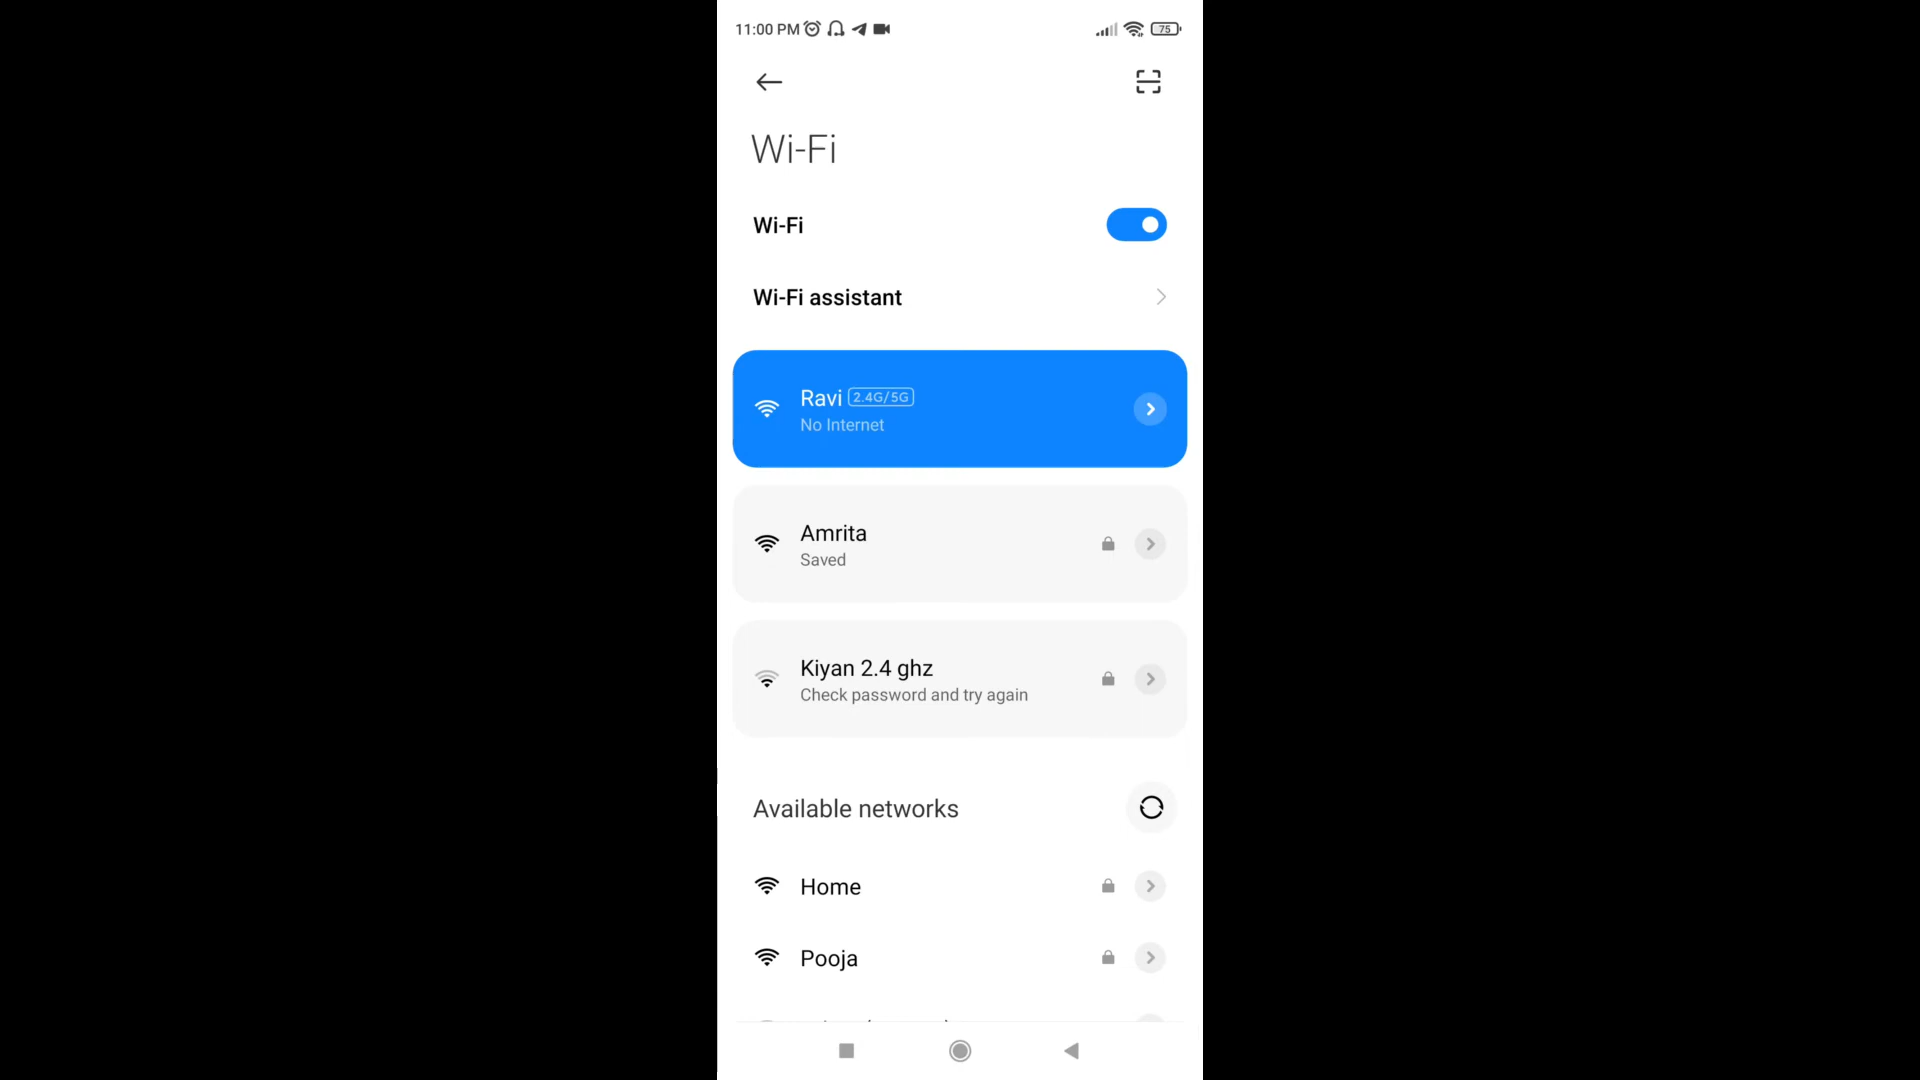 11:00 PM
75
Wi-Fi
Wi-Fi
Wi-Fi assistant
Ravi 2.4G/5G
No Internet
Amrita
Saved
Kiyan 2.4 ghz
Check password and try again
Available networks
Home
Pooja